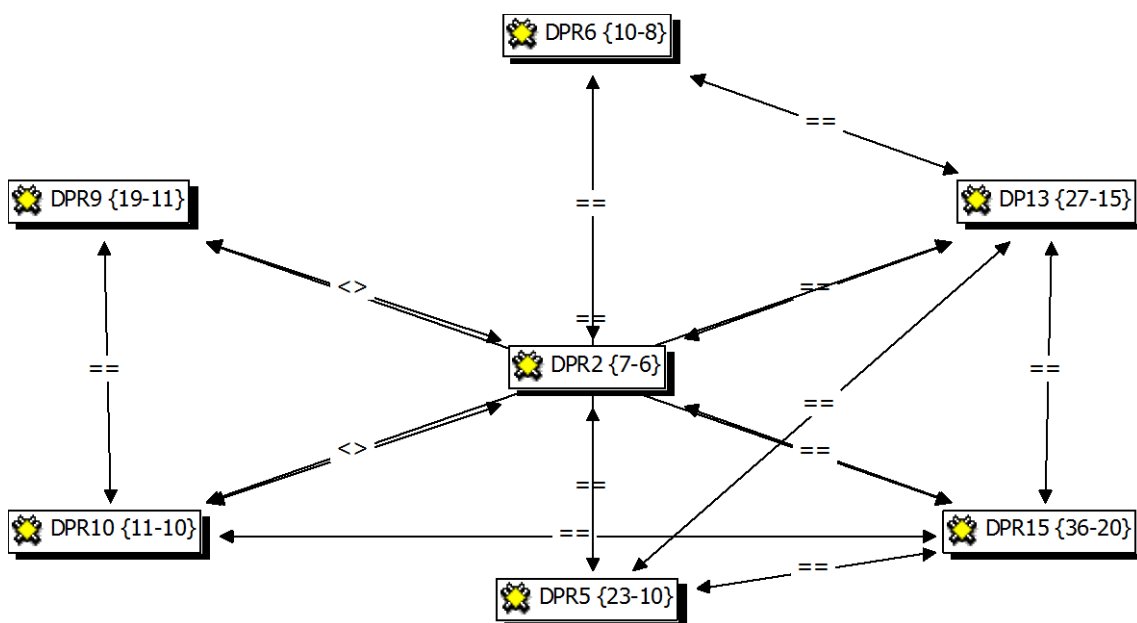 DPR6 {10-8}
==
DPR9 {19-11}
DP13 {27-15}
==
<>
==
==
DPR2 {7-6}
==
==
==
<>
==
==
DPR10 {11-10}
==
DPR15 {36-20}
==
DPR5 {23-10}